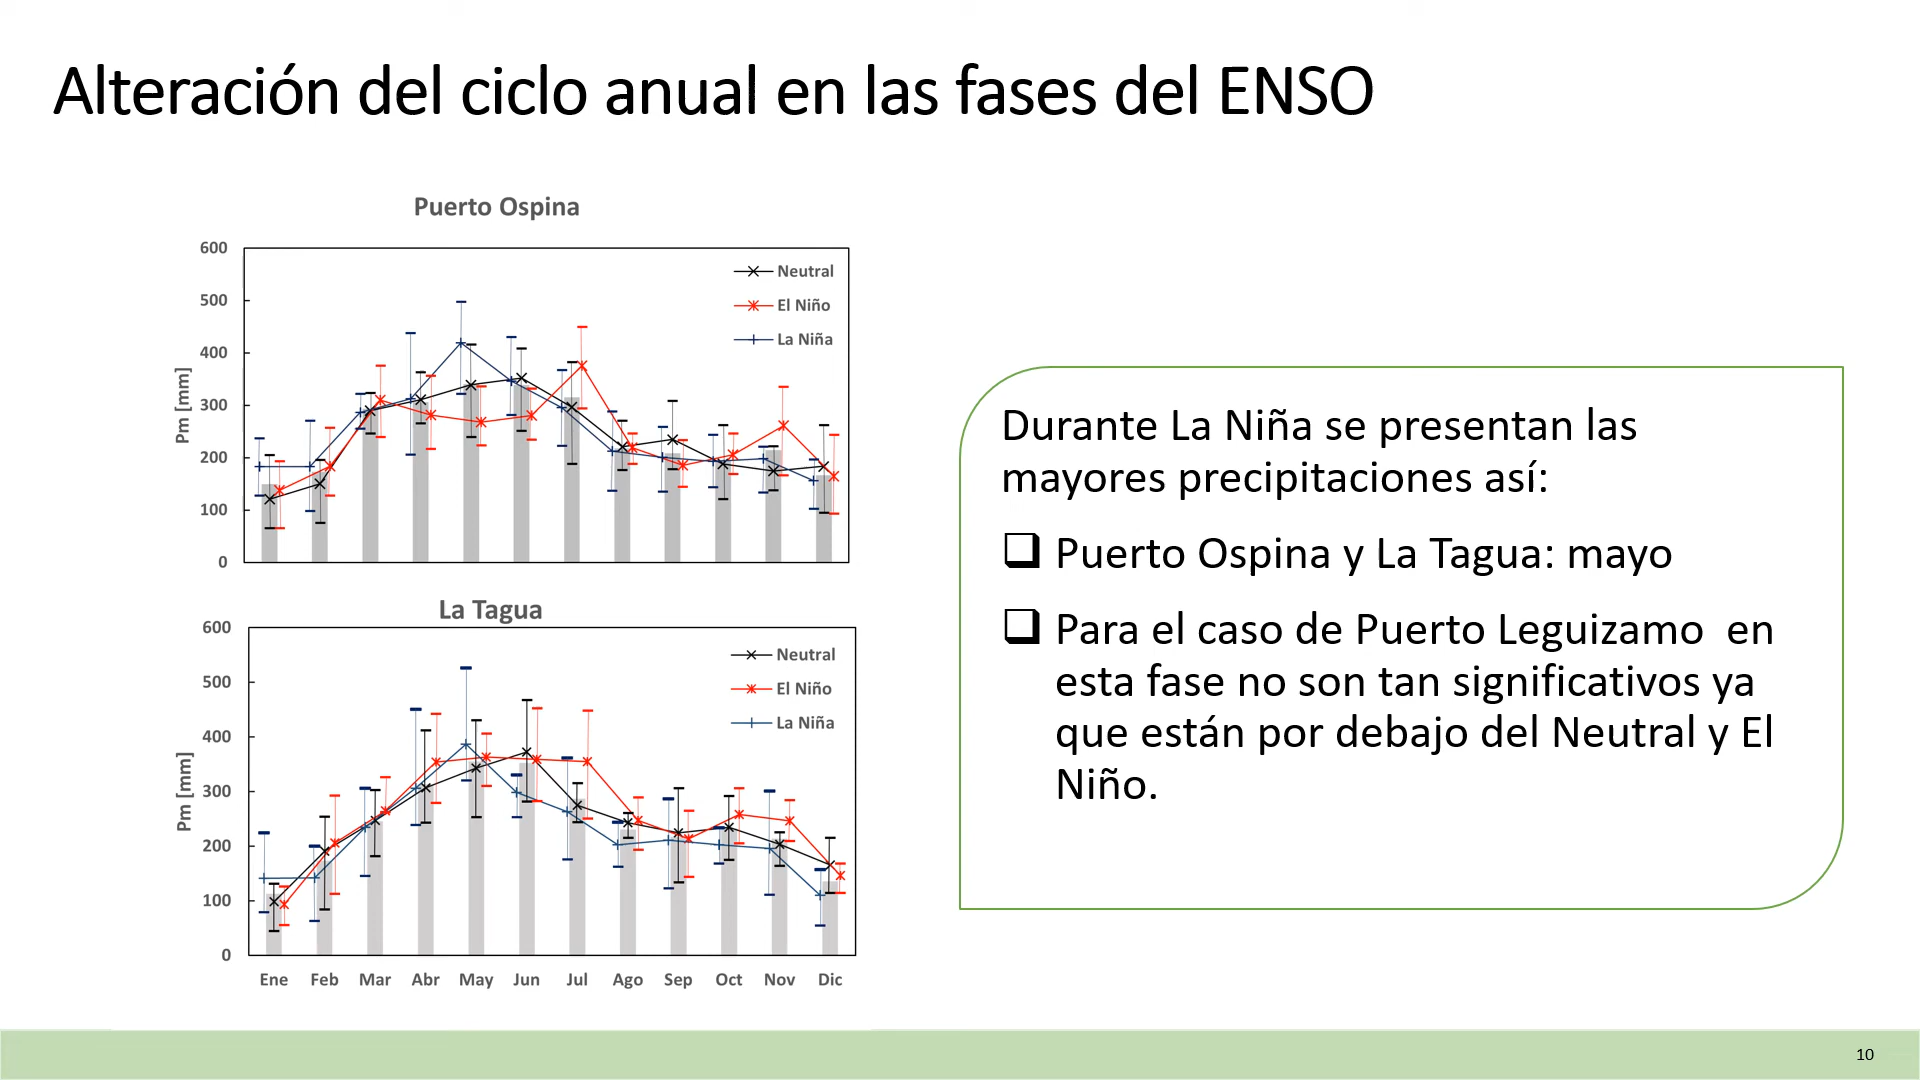 Alteración del ciclo anual en las fases del ENSO
Puerto Ospina
600
500
400
300
200
100
0
Pm [mm]
Neutral
El Niño
La Niña
La Tagua
600
500
400
300
200
100
0
Pm [mm]
Neutral
El Niño
La Niña
Ene Feb Mar Abr May Jun Jul Ago Sep Oct Nov Dic
Durante La Niña se presentan las
mayores precipitaciones así:
❑ Puerto Ospina y La Tagua: mayo
❑ Para el caso de Puerto Leguizamo en
esta fase no son tan significativos ya
que están por debajo del Neutral y El
Niño.
10